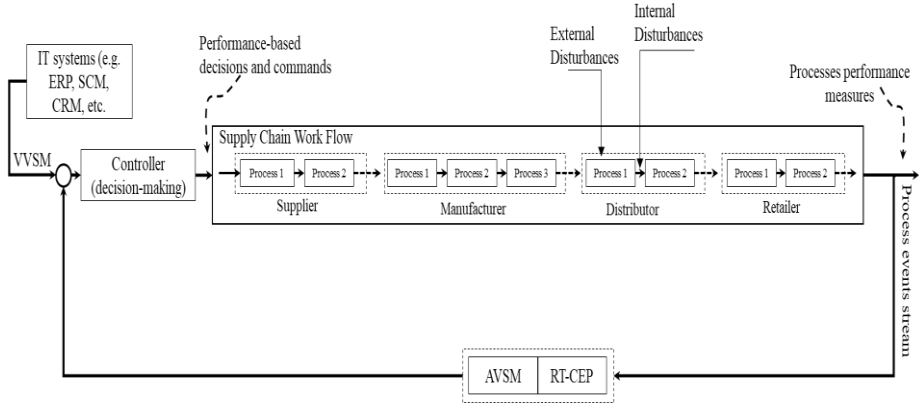 IT systems (e.g.
ERP, SCM,
CRM, etc.
Performance-based
decisions and commands
External
Disturbances
Internal
Disturbances
Processes performance
measures
VVSM
Controller
(decision-making)
Supply Chain Work Flow
Process 1
Process 2
Supplier
Process 1
Process 2
Process 3
Manufacturer
Process 1
Process 2
Distributor
Process 1
Process 2
Retailer
Process events stream
AVSM
RT-CEP